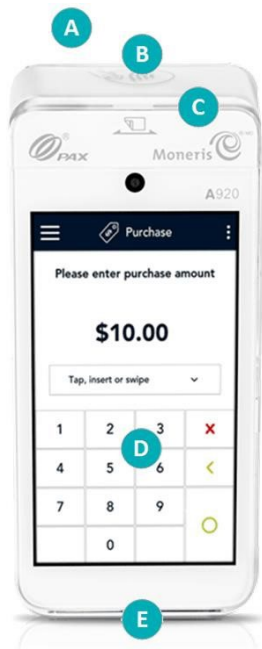 A
B
C
PAX
Moneris
A920
Purchase
Please enter purchase amount
$10.00
Tap, insert or swipe
1 2 3 X
4 5 6 <
7 8 9
0
D
E